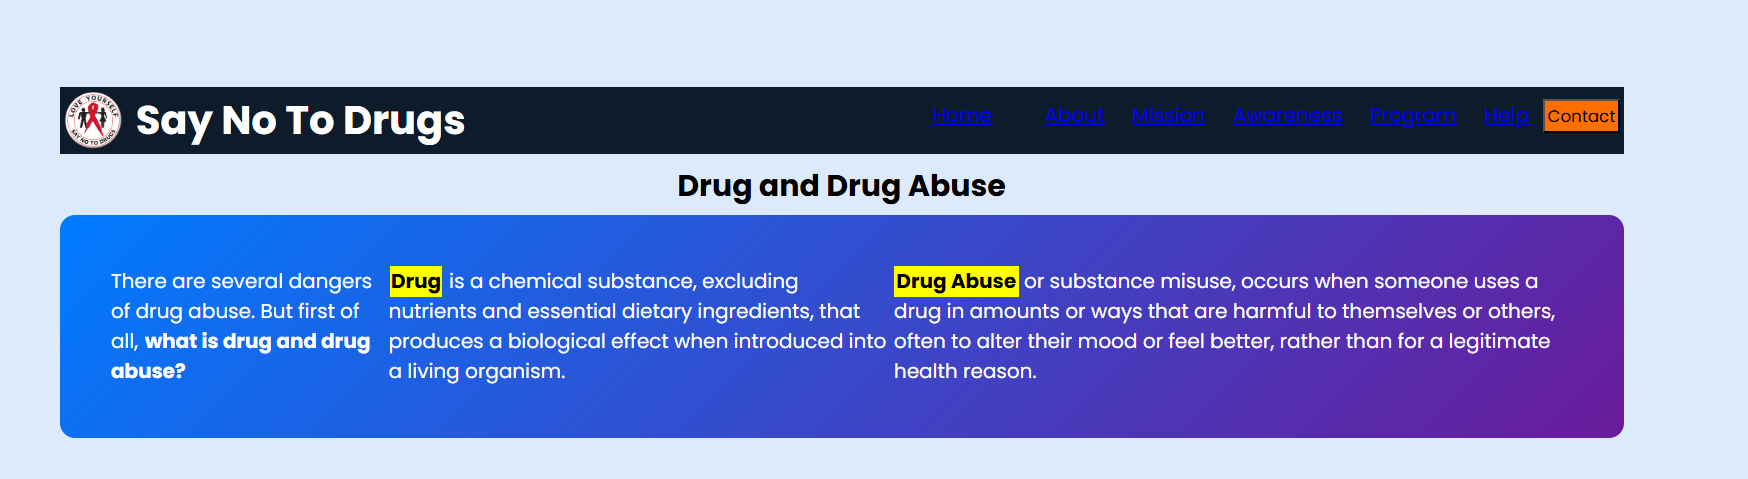 LOVE YOURSELF
SAY NO TO DRUGS
Say No To Drugs
Home About Mission Awareness Program Help Contact
Drug and Drug Abuse
There are several dangers
of drug abuse. But first of
all, what is drug and drug
abuse?
Drug is a chemical substance, excluding
nutrients and essential dietary ingredients, that
produces a biological effect when introduced into
a living organism.
Drug Abuse or substance misuse, occurs when someone uses a
drug in amounts or ways that are harmful to themselves or others,
often to alter their mood or feel better, rather than for a legitimate
health reason.